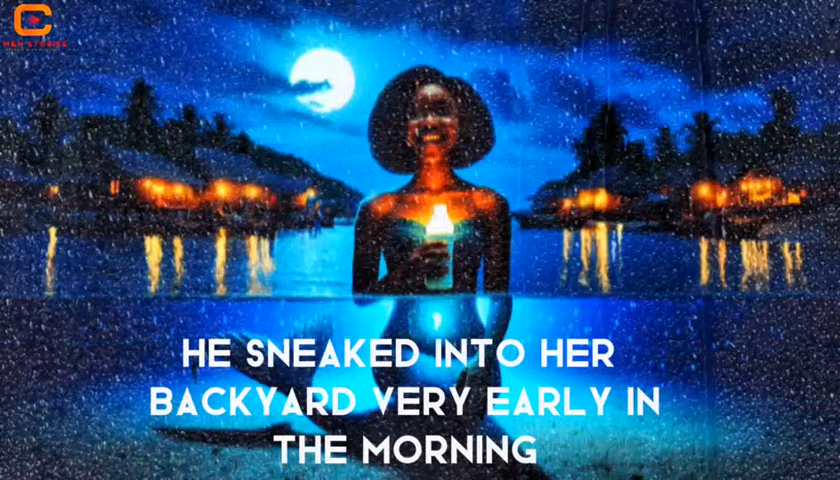 M&M STORIES
HE SNEAKED INTO HER
BACKYARD VERY EARLY IN
THE MORNING